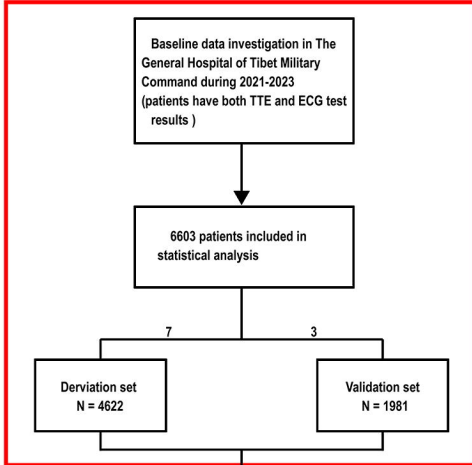 Baseline data investigation in The
General Hospital of Tibet Military
Command during 2021-2023
(patients have both TTE and ECG test
results )
6603 patients included in
statistical analysis
7
3
Derviation set
N = 4622
Validation set
N = 1981